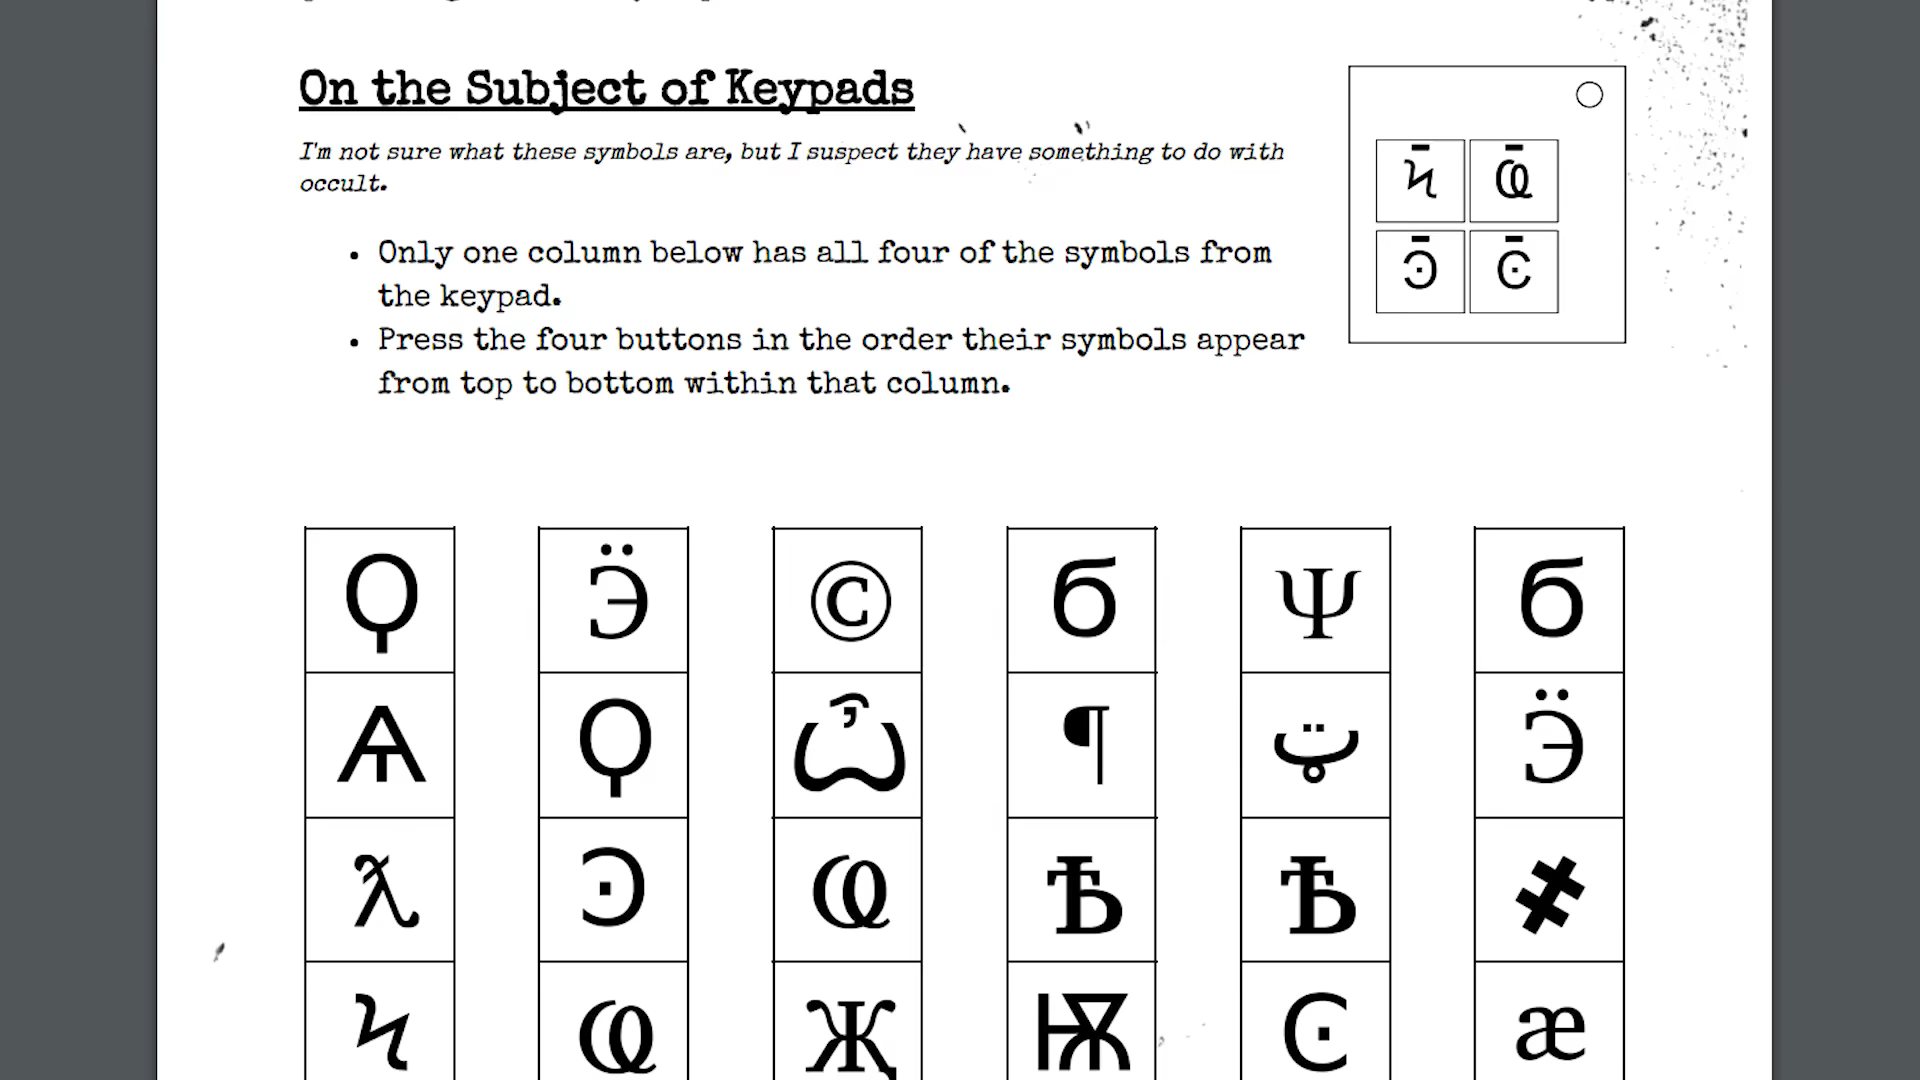 On the Subject of Keypads
I'm not sure what these symbols are, but I suspect they have something to do with
occult.
• Only one column below has all four of the symbols from
the keypad.
• Press the four buttons in the order their symbols appear
from top to bottom within that column.
Ϟ Ҩ
Ͽ Ͼ
Ϙ Ӭ © б Ψ б
Ѧ Ϙ Ѽ ¶ ټ Ӭ
ƛ Ͽ Ҩ Ѣ Ѣ ҂
Ϟ Ҩ Җ Ѭ Ͼ æ